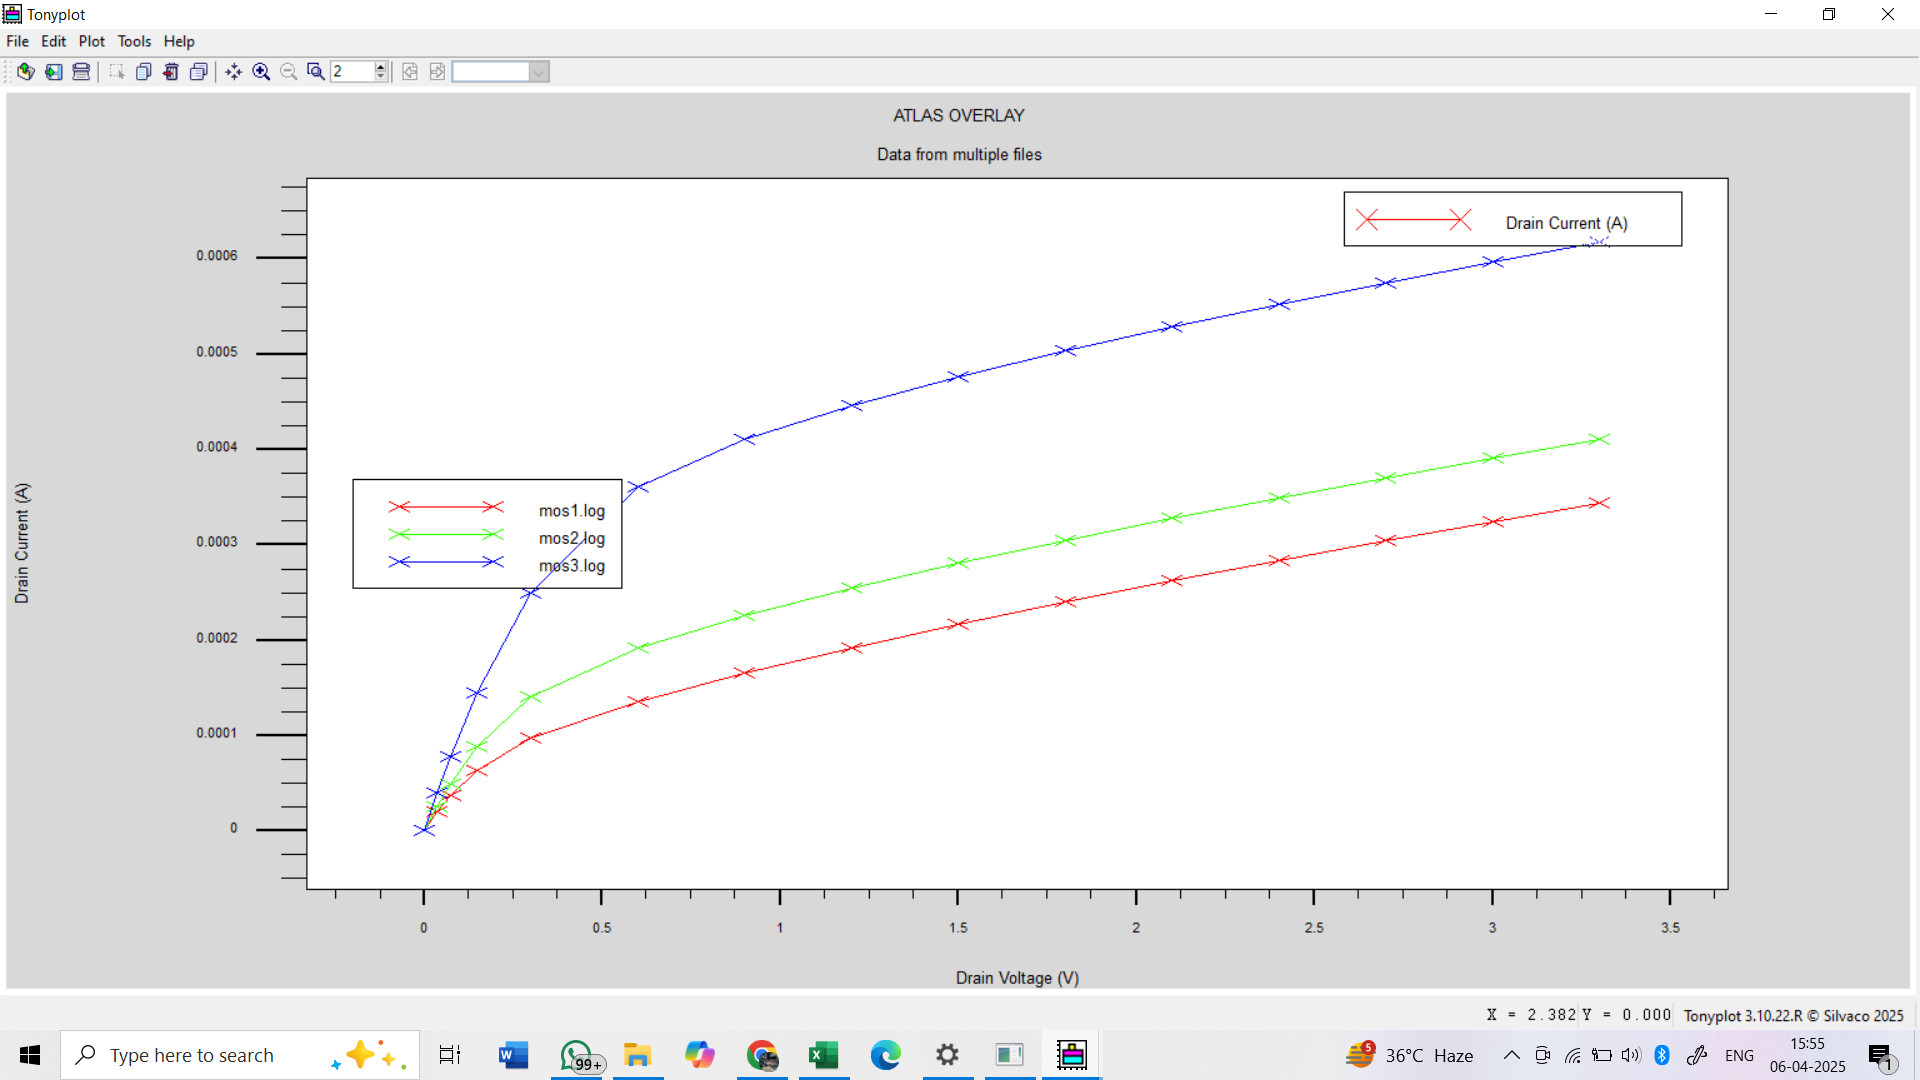 Tonyplot
File Edit Plot Tools Help
2
ATLAS OVERLAY
Data from multiple files
Drain Current (A)
0.0006
0.0005
0.0004
0.0003
0.0002
0.0001
0
mos1.log
mos2.log
mos3.log
Drain Current (A)
0 0.5 1 1.5 2 2.5 3 3.5
Drain Voltage (V)
X = 2.382 Y = 0.000 Tonyplot 3.10.22.R © Silvaco 2025
Type here to search
99+
5
36°C Haze
ENG
15:55
06-04-2025
1